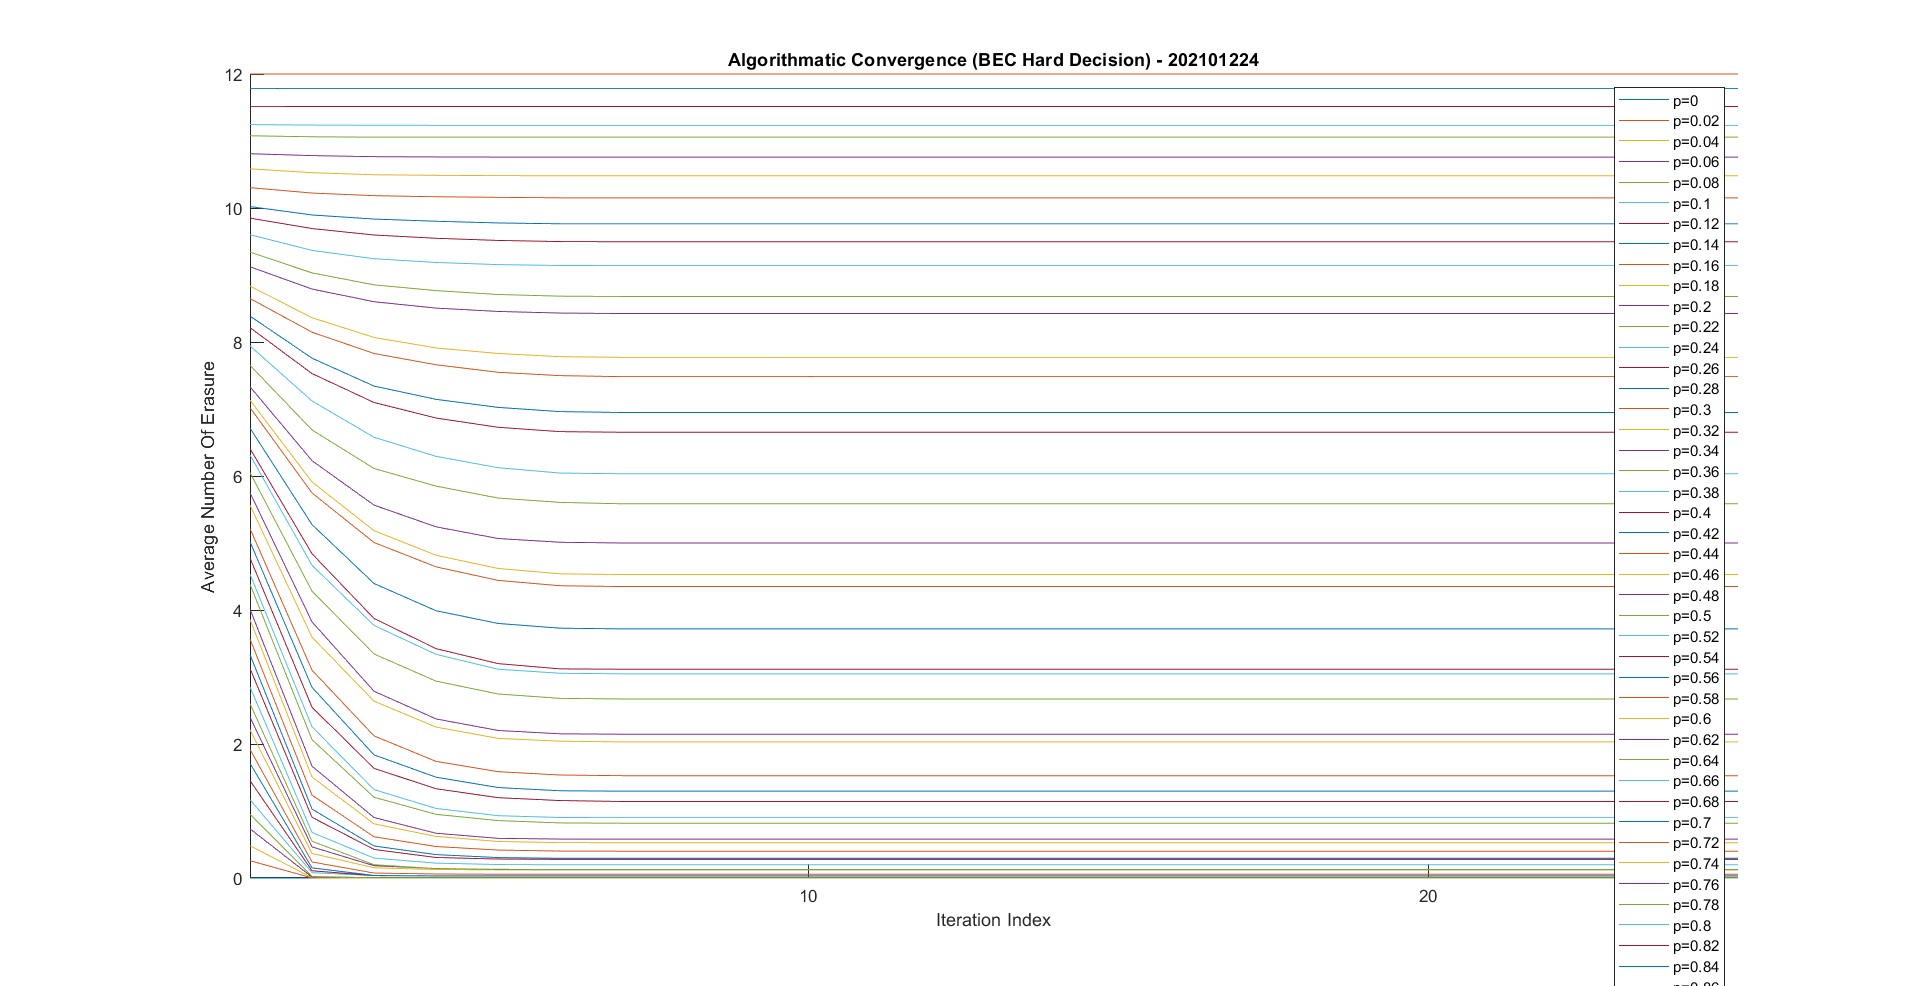 Algorithmatic Convergence (BEC Hard Decision) - 202101224
12
10
8
6
4
2
0
Average Number Of Erasure
10
20
Iteration Index
p=0
p=0.02
p=0.04
p=0.06
p=0.08
p=0.1
p=0.12
p=0.14
p=0.16
p=0.18
p=0.2
p=0.22
p=0.24
p=0.26
p=0.28
p=0.3
p=0.32
p=0.34
p=0.36
p=0.38
p=0.4
p=0.42
p=0.44
p=0.46
p=0.48
p=0.5
p=0.52
p=0.54
p=0.56
p=0.58
p=0.6
p=0.62
p=0.64
p=0.66
p=0.68
p=0.7
p=0.72
p=0.74
p=0.76
p=0.78
p=0.8
p=0.82
p=0.84